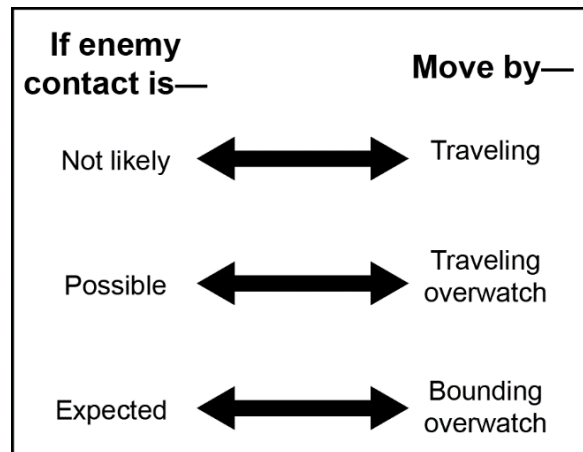 If enemy
contact is—
Move by—
Not likely
Traveling
Possible
Traveling
overwatch
Expected
Bounding
overwatch